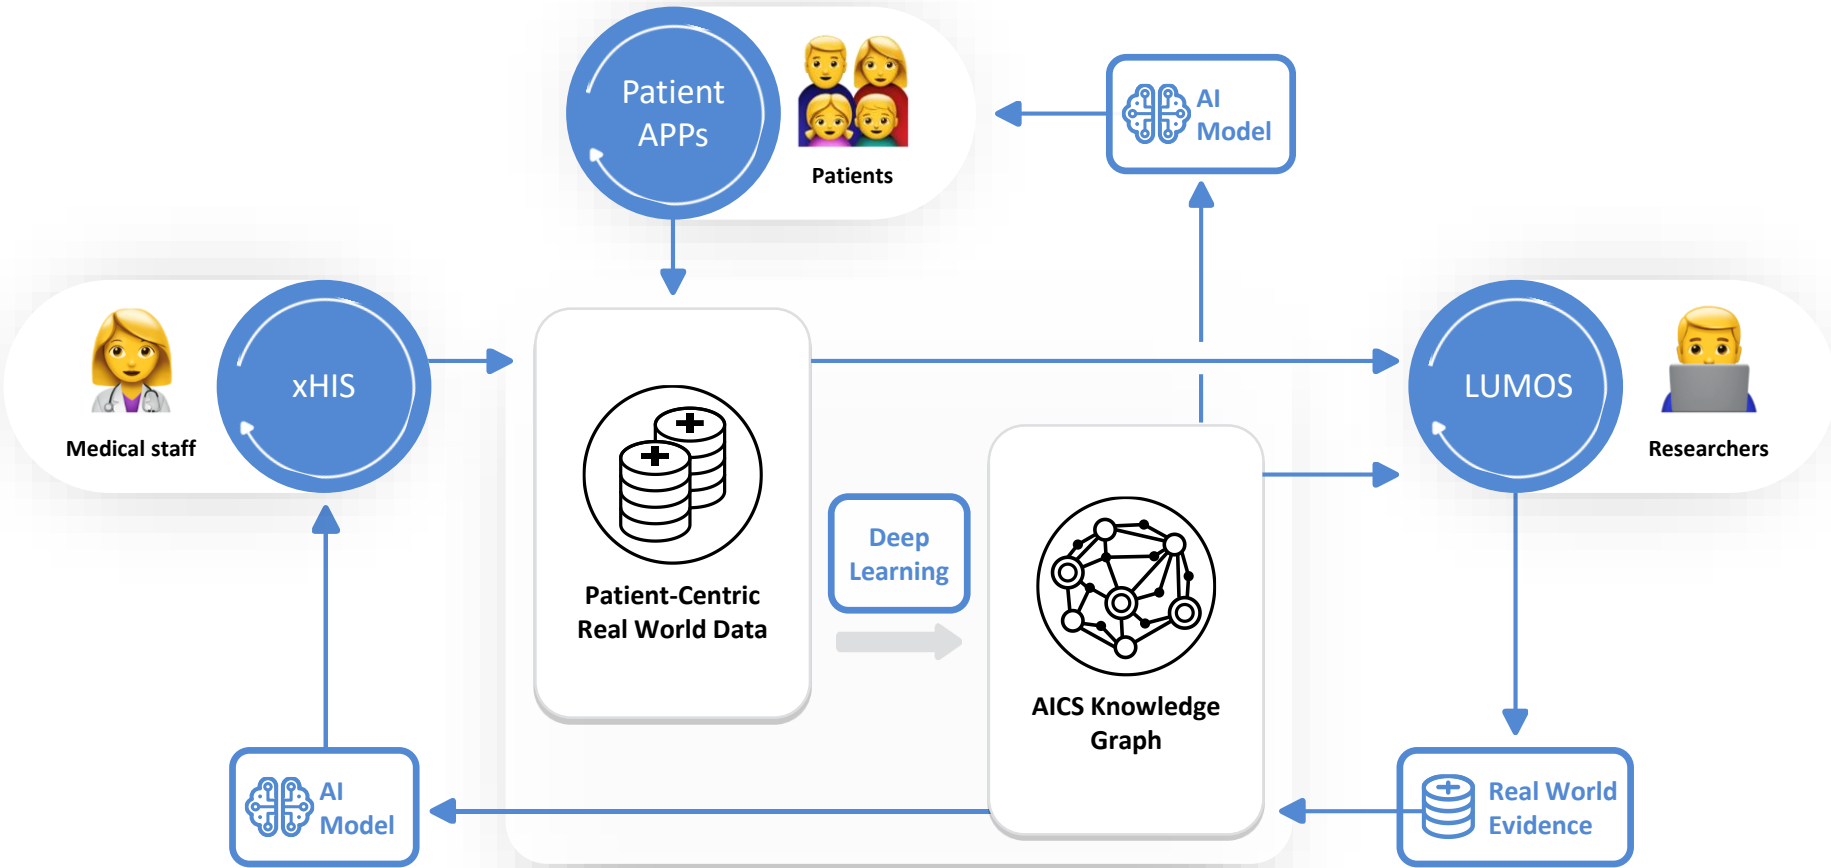 Patient
APPs
Patients
AI
Model
Medical staff
xHIS
LUMOS
Researchers
Patient-Centric
Real World Data
Deep
Learning
AICS Knowledge
Graph
AI
Model
Real World
Evidence